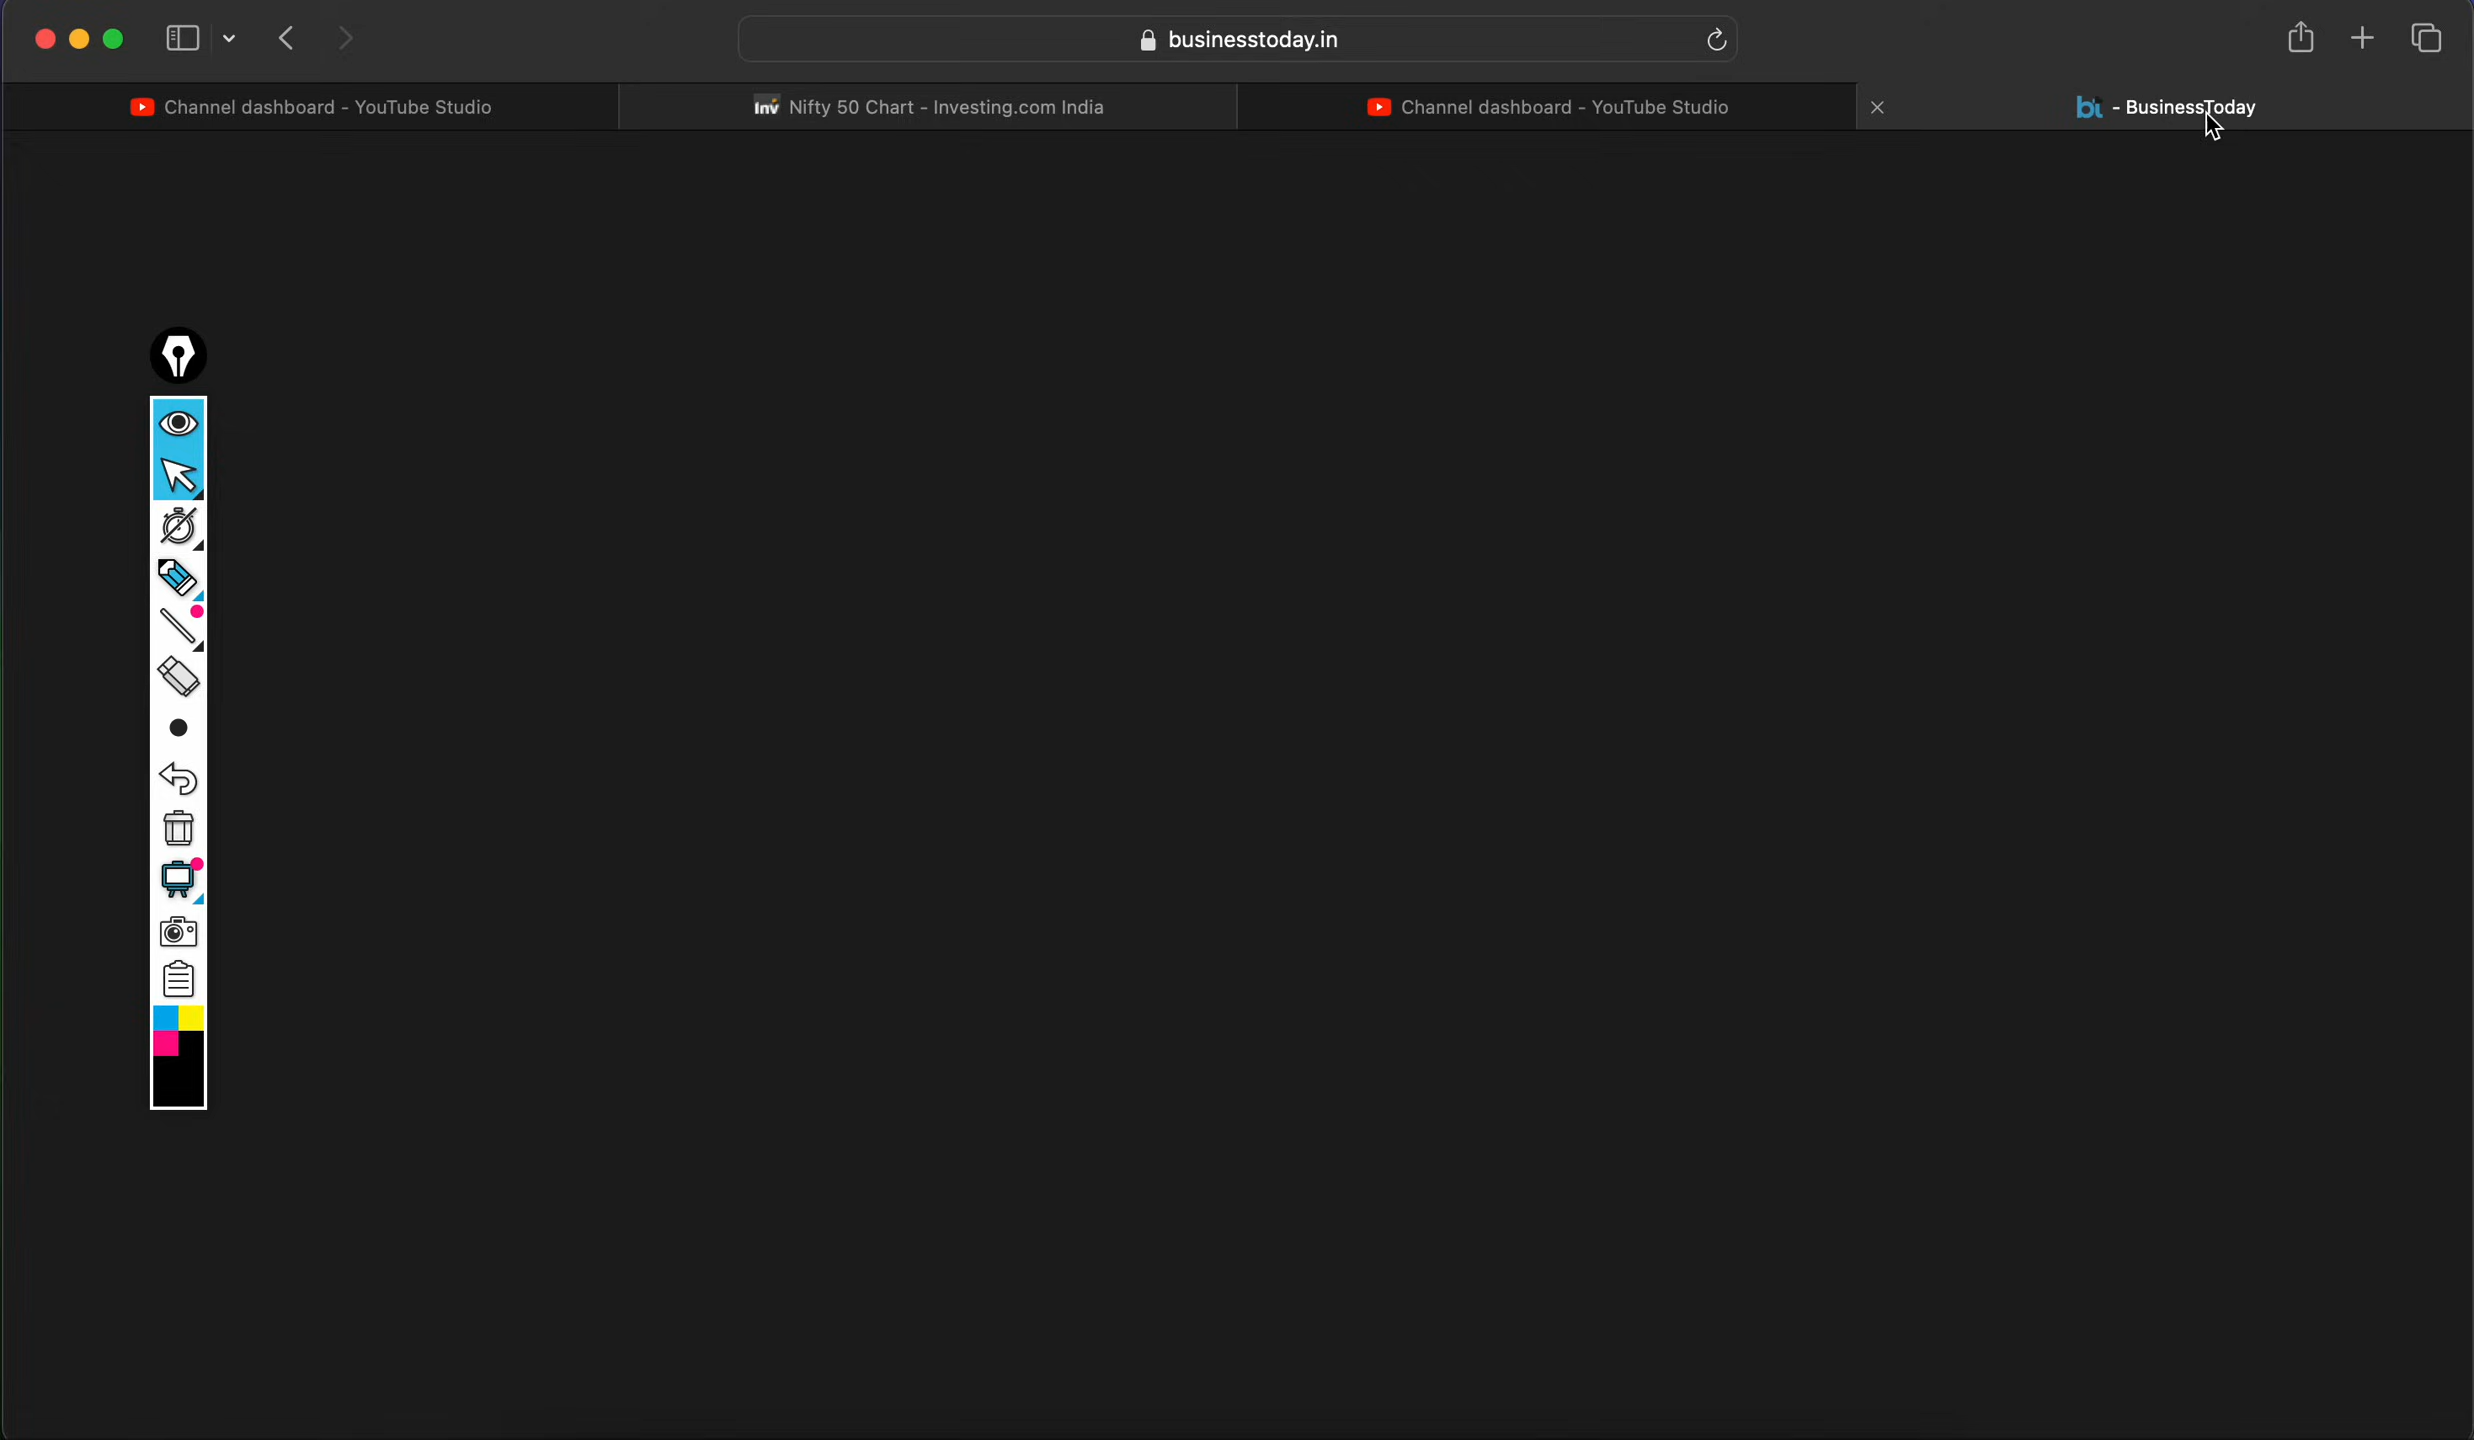 businesstoday.in
Channel dashboard - YouTube Studio
Inv Nifty 50 Chart - Investing.com India
Channel dashboard - YouTube Studio
bt - BusinessToday